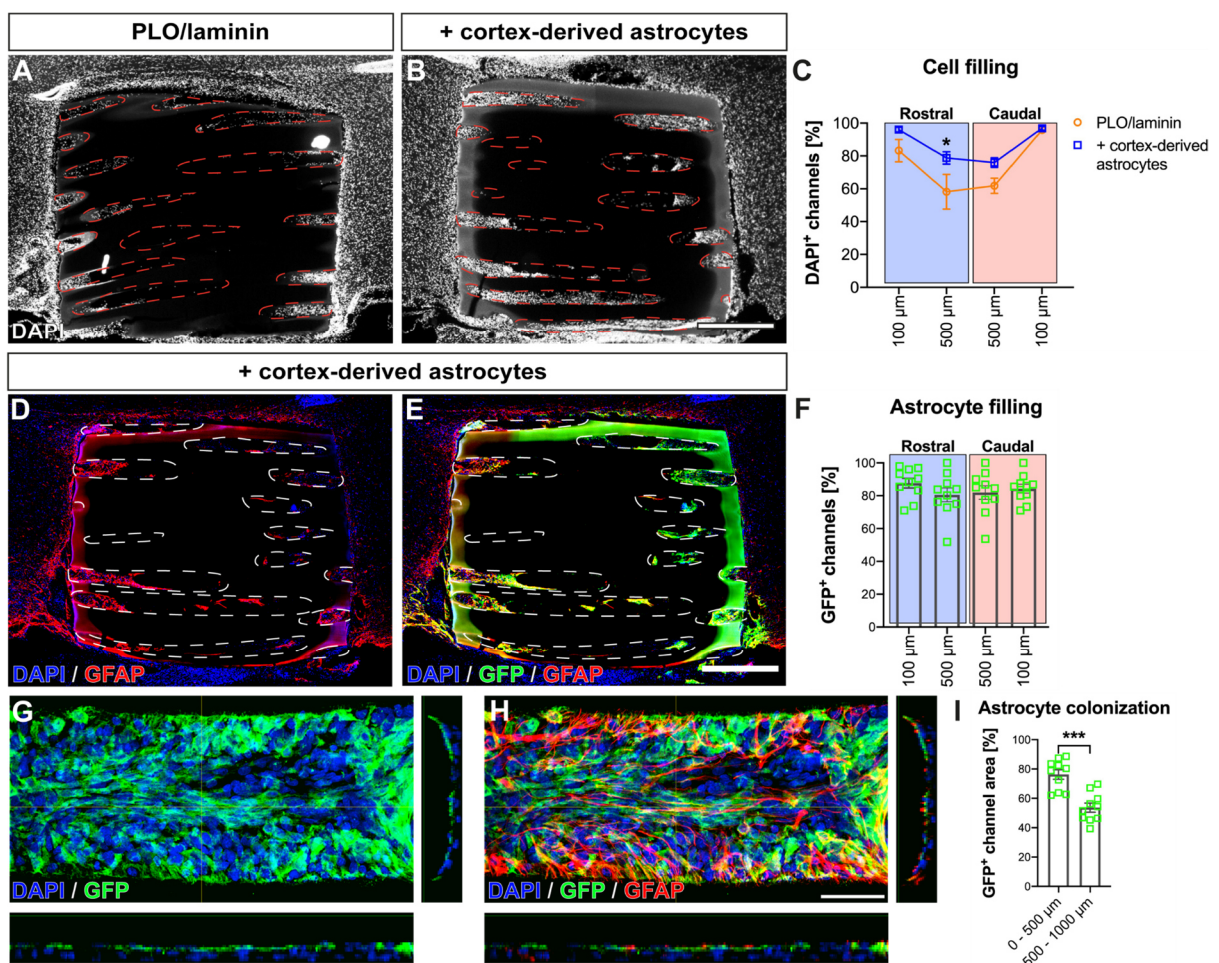 PLO/laminin
+ cortex-derived astrocytes
A
B
DAPI
C
Cell filling
Rostral
Caudal
DAPI⁺ channels [%]
100
80
60
40
20
0
*
100 µm
500 µm
500 µm
100 µm
PLO/laminin
+ cortex-derived
astrocytes
+ cortex-derived astrocytes
D
DAPI / GFAP
E
DAPI / GFP / GFAP
F
Astrocyte filling
Rostral
Caudal
GFP⁺ channels [%]
100
80
60
40
20
0
100 µm
500 µm
500 µm
100 µm
G
DAPI / GFP
H
DAPI / GFP / GFAP
I
Astrocyte colonization
GFP⁺ channel area [%]
100
80
60
40
20
0
***
0 - 500 µm
500 - 1000 µm